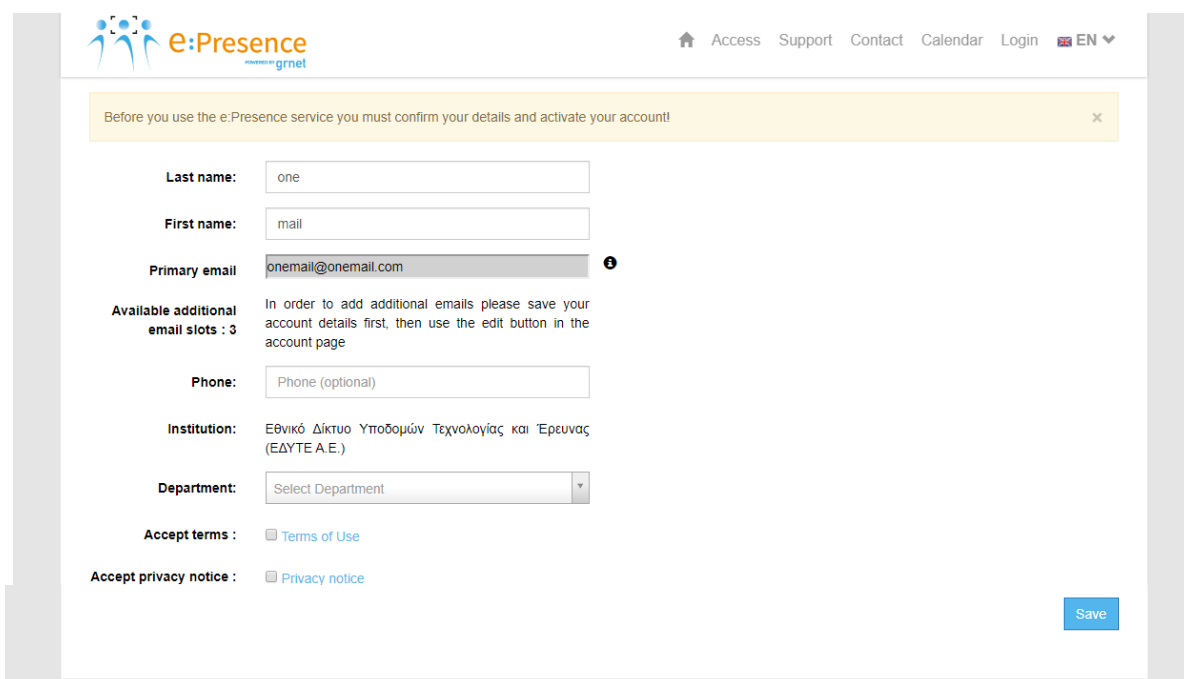 e:Presence
POWERED BY grnet
Access Support Contact Calendar Login EN
Before you use the e:Presence service you must confirm your details and activate your account! ×
Last name: one
First name: mail
Primary email onemail@onemail.com
Available additional email slots : 3
In order to add additional emails please save your
account details first, then use the edit button in the
account page
Phone: Phone (optional)
Institution: Εθνικό Δίκτυο Υποδομών Τεχνολογίας και Έρευνας
(ΕΔΥΤΕ Α.Ε.)
Department: Select Department
Accept terms : Terms of Use
Accept privacy notice : Privacy notice
Save